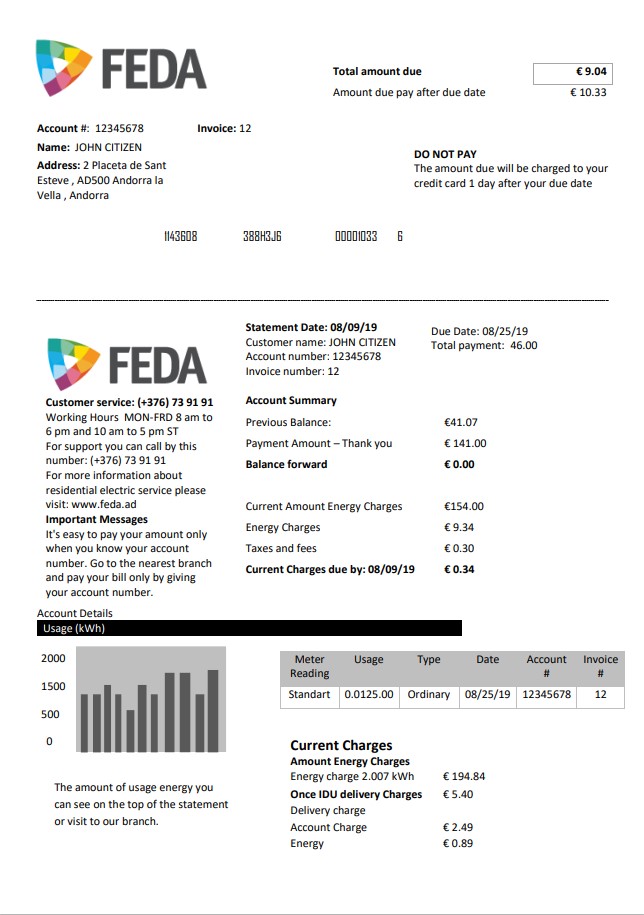 FEDA
Total amount due € 9.04
Amount due pay after due date € 10.33
Account #: 12345678 Invoice: 12
Name: JOHN CITIZEN
Address: 2 Placeta de Sant
Esteve , AD500 Andorra la
Vella , Andorra
DO NOT PAY
The amount due will be charged to your
credit card 1 day after your due date
1143608 388H3J6 00001033 6
FEDA
Customer service: (+376) 73 91 91
Working Hours MON-FRD 8 am to
6 pm and 10 am to 5 pm ST
For support you can call by this
number: (+376) 73 91 91
For more information about
residential electric service please
visit: www.feda.ad
Important Messages
It's easy to pay your amount only
when you know your account
number. Go to the nearest branch
and pay your bill only by giving
your account number.
Statement Date: 08/09/19
Customer name: JOHN CITIZEN
Account number: 12345678
Invoice number: 12
Due Date: 08/25/19
Total payment: 46.00
Account Summary
Previous Balance: €41.07
Payment Amount – Thank you € 141.00
Balance forward € 0.00
Current Amount Energy Charges €154.00
Energy Charges € 9.34
Taxes and fees € 0.30
Current Charges due by: 08/09/19 € 0.34
Account Details
Usage (kWh)
2000
1500
500
0
The amount of usage energy you
can see on the top of the statement
or visit to our branch.
Meter Reading Usage Type Date Account # Invoice #
Standart 0.0125.00 Ordinary 08/25/19 12345678 12
Current Charges
Amount Energy Charges
Energy charge 2.007 kWh € 194.84
Once IDU delivery Charges € 5.40
Delivery charge
Account Charge € 2.49
Energy € 0.89